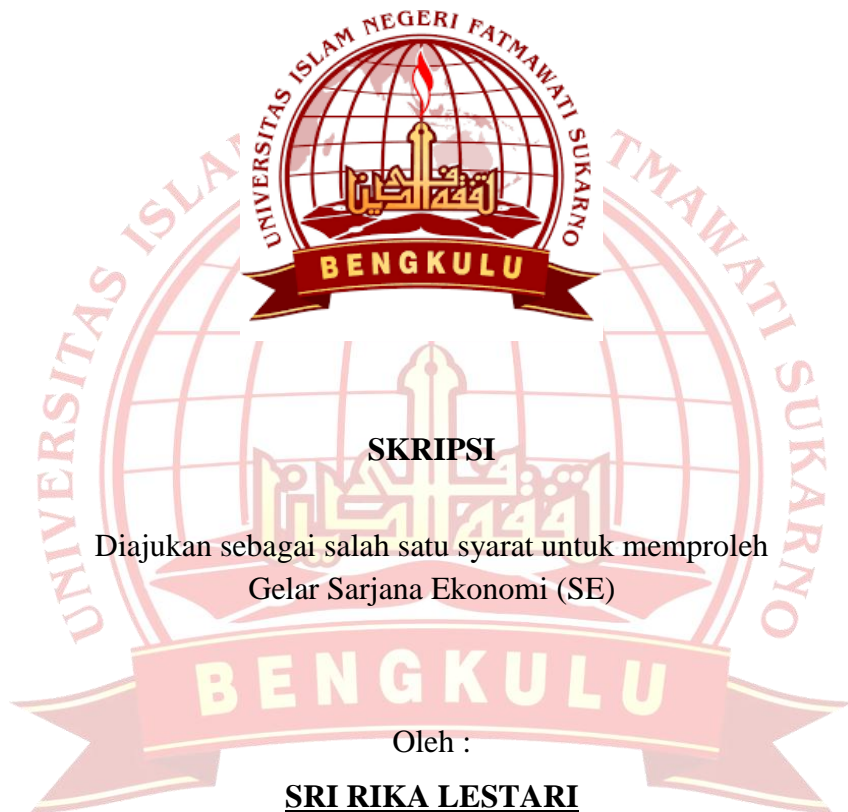 UNIVERSITAS ISLAM NEGERI FATMAWATI SUKARNO
BENGKULU
SKRIPSI
Diajukan sebagai salah satu syarat untuk memproleh
Gelar Sarjana Ekonomi (SE)
Oleh :
SRI RIKA LESTARI